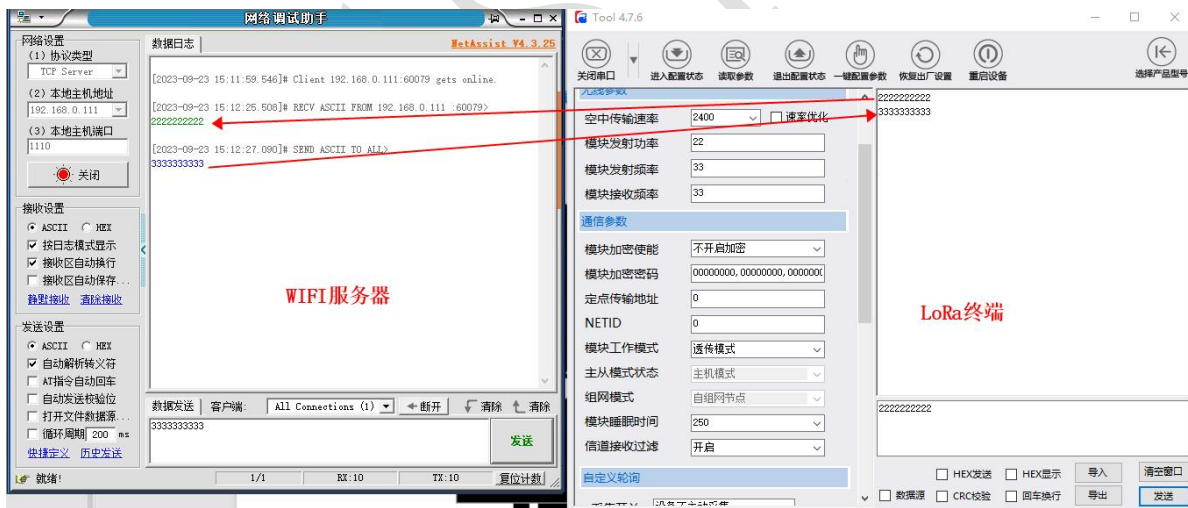 网络调试助手
网络设置
(1) 协议类型
TCP Server
(2) 本地主机地址
192.168.0.111
(3) 本地主机端口
1110
关闭
接收设置
ASCII HEX
按日志模式显示
接收区自动换行
接收区自动保存...
静默接收 清除接收
发送设置
ASCII HEX
自动解析转义符
AT指令自动回车
自动发送校验位
打开文件数据源...
循环周期 200 ms
快捷定义 历史发送
就绪!
数据日志
NetAssist V4.3.25
[2023-09-23 15:11:59.546]# Client 192.168.0.111:60079 gets online.
[2023-09-23 15:12:25.508]# RECV ASCII FROM 192.168.0.111 :60079>
2222222222
[2023-09-23 15:12:27.090]# SEND ASCII TO ALL>
3333333333
WIFI服务器
数据发送 客户端: All Connections (1) 断开 清除 清除
3333333333
发送
1/1 RX:10 TX:10 复位计数
Tool 4.7.6
关闭串口 进入配置状态 读取参数 退出配置状态 一键配置参数 恢复出厂设置 重启设备 选择产品型号
无线参数
空中传输速率 2400 速率优化
模块发射功率 22
模块发射频率 33
模块接收频率 33
通信参数
模块加密使能 不开启加密
模块加密密码 00000000,00000000,0000000
定点传输地址 0
NETID 0
模块工作模式 透传模式
主从模式状态 主机模式
组网模式 自组网节点
模块睡眠时间 250
信道接收过滤 开启
自定义轮询
2222222222
3333333333
LoRa终端
2222222222
HEX发送 HEX显示 导入 清空窗口
数据源 CRC校验 回车换行 导出 发送